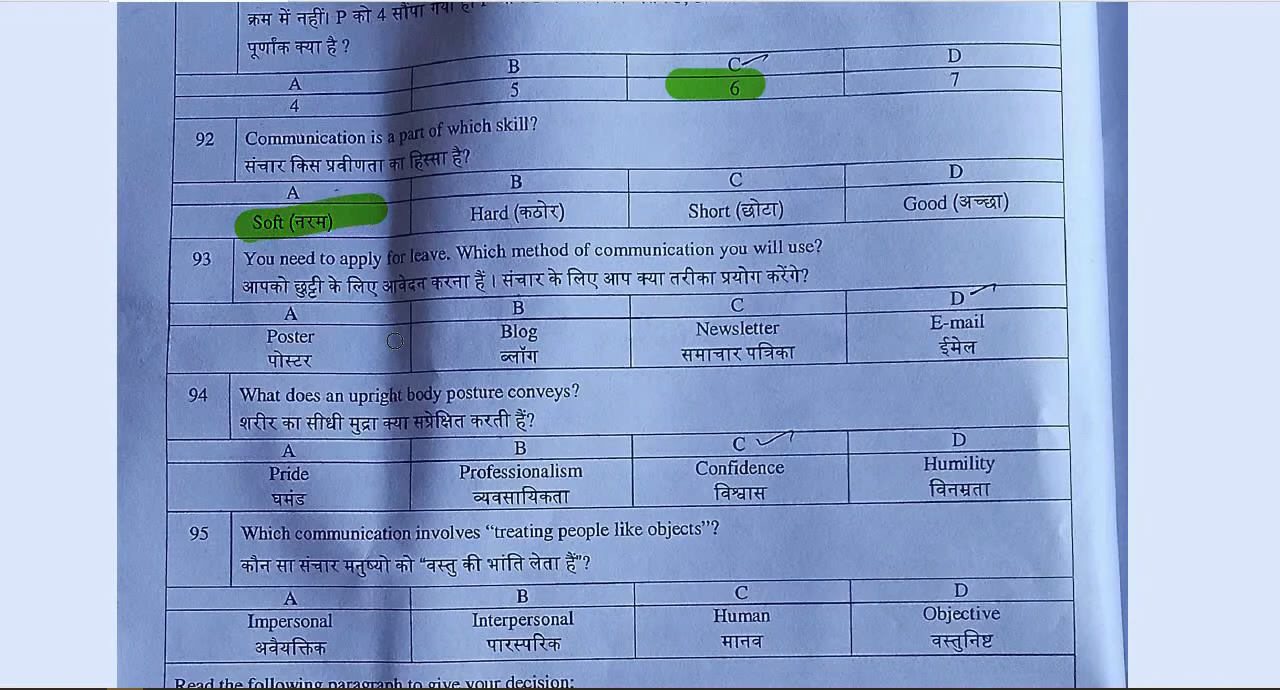 क्रम में नहीं। P को 4 सौंपा गया है।
पूर्णांक क्या है ?
A B C D
4 5 6 7
92 Communication is a part of which skill?
संचार किस प्रवीणता का हिस्सा है?
A B C D
Soft (नरम) Hard (कठोर) Short (छोटा) Good (अच्छा)
93 You need to apply for leave. Which method of communication you will use?
आपको छुट्टी के लिए आवेदन करना हैं । संचार के लिए आप क्या तरीका प्रयोग करेंगे?
A B C D
Poster Blog Newsletter E-mail
पोस्टर ब्लॉग समाचार पत्रिका ईमेल
94 What does an upright body posture conveys?
शरीर का सीधी मुद्रा क्या सप्रेक्षित करती हैं?
A B C D
Pride Professionalism Confidence Humility
घमंड व्यवसायिकता विश्वास विनम्रता
95 Which communication involves “treating people like objects”?
कौन सा संचार मनुष्यो को “वस्तु की भांति लेता हैं”?
A B C D
Impersonal Interpersonal Human Objective
अवैयक्तिक पारस्परिक मानव वस्तुनिष्ट
Read the following paragraph to give your decision: